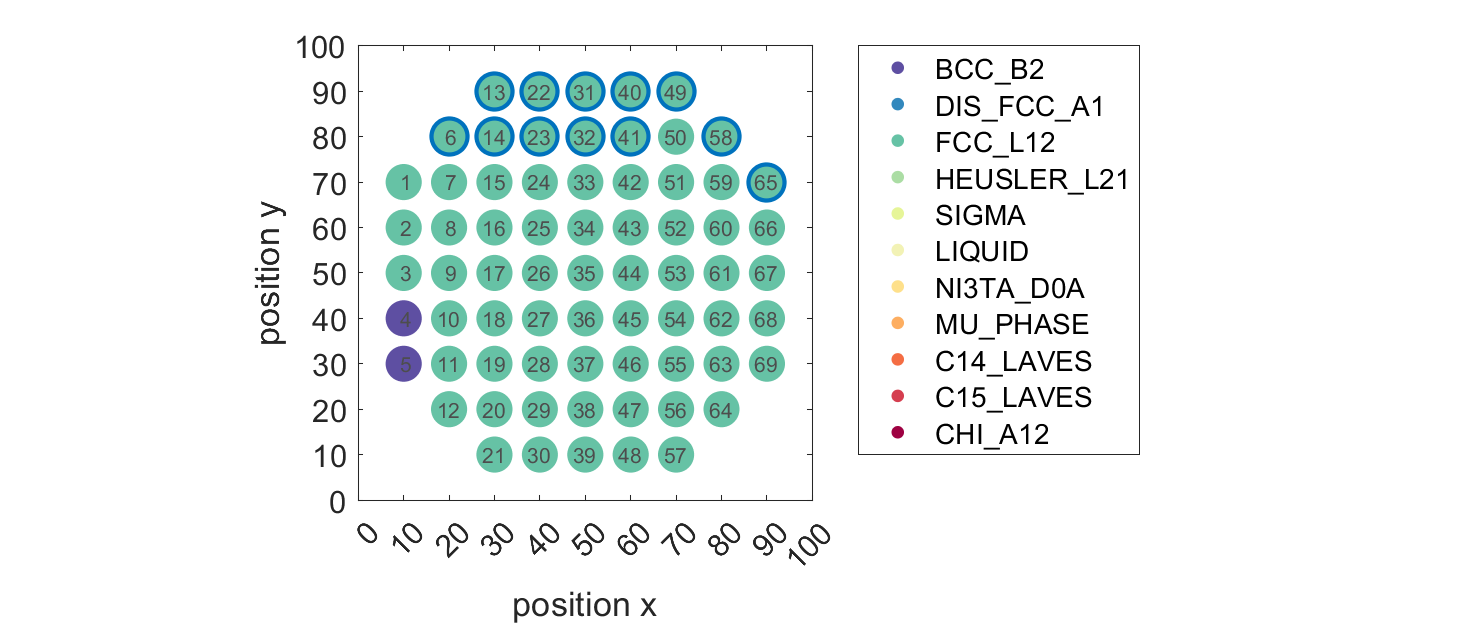 100
90
80
70
60
50
40
30
20
10
0
13 22 31 40 49
6 14 23 32 41 50 58
1 7 15 24 33 42 51 59 65
2 8 16 25 34 43 52 60 66
3 9 17 26 35 44 53 61 67
4 10 18 27 36 45 54 62 68
5 11 19 28 37 46 55 63 69
12 20 29 38 47 56 64
21 30 39 48 57
0 10 20 30 40 50 60 70 80 90 100
position x
position y
BCC_B2
DIS_FCC_A1
FCC_L12
HEUSLER_L21
SIGMA
LIQUID
NI3TA_D0A
MU_PHASE
C14_LAVES
C15_LAVES
CHI_A12